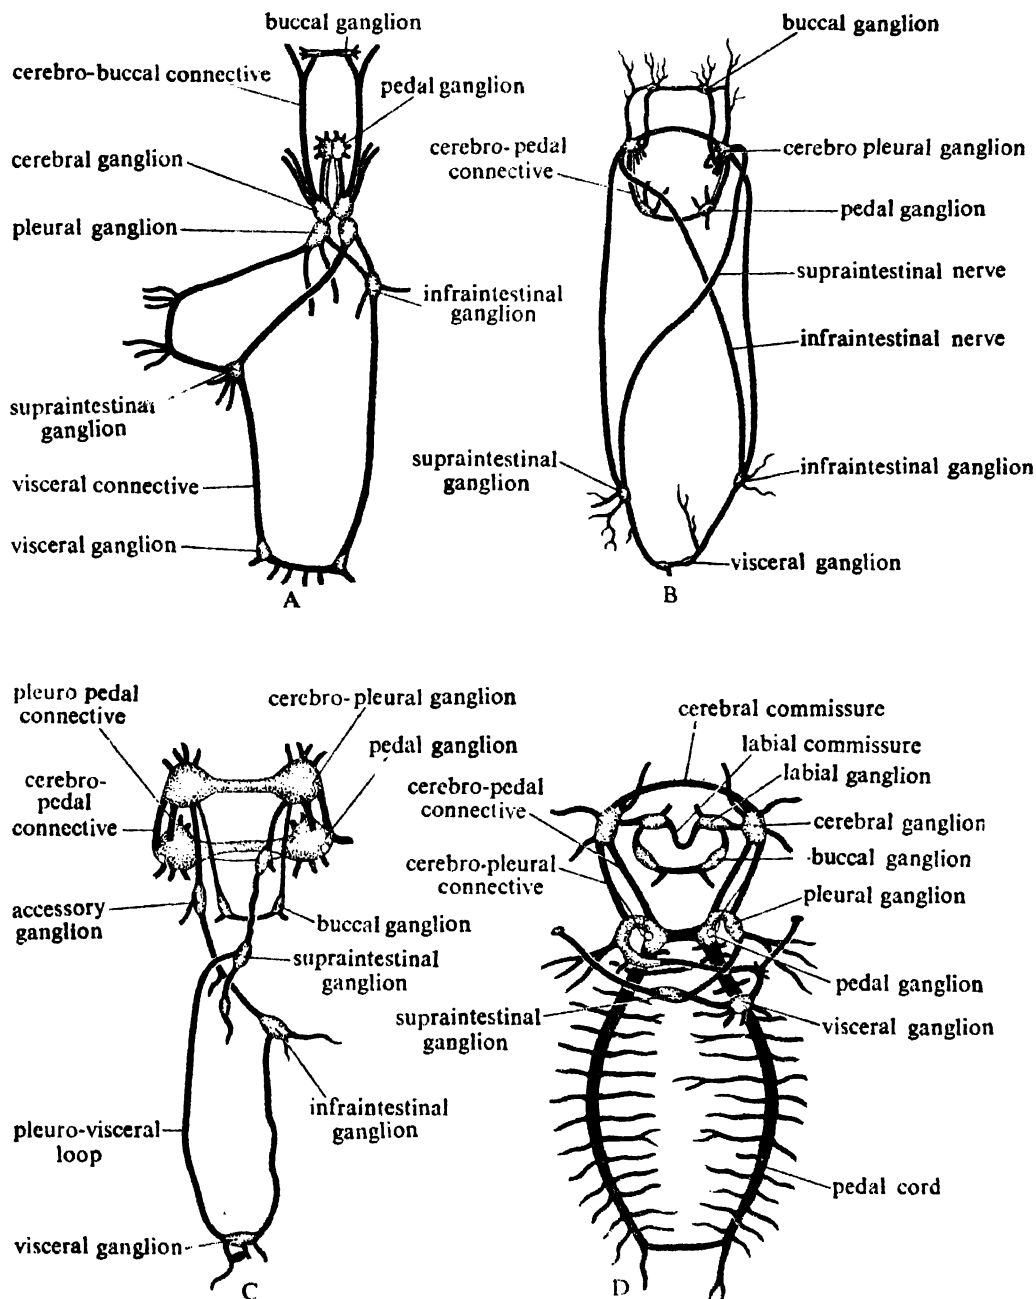 buccal ganglion
cerebro-buccal connective
pedal ganglion
cerebral ganglion
pleural ganglion
infraintestinal
ganglion
supraintestinal
ganglion
visceral connective
visceral ganglion
A
buccal ganglion
cerebro-pedal
connective
cerebro pleural ganglion
pedal ganglion
supraintestinal nerve
infraintestinal nerve
supraintestinal
ganglion
infraintestinal ganglion
visceral ganglion
B
pleuro pedal
connective
cerebro-pleural ganglion
pedal ganglion
cerebro-
pedal
connective
accessory
ganglion
buccal ganglion
supraintestinal
ganglion
infraintestinal
ganglion
pleuro-visceral
loop
visceral ganglion
C
cerebral commissure
labial commissure
labial ganglion
cerebro-pedal
connective
cerebral ganglion
buccal ganglion
cerebro-pleural
connective
pleural ganglion
pedal ganglion
supraintestinal
ganglion
visceral ganglion
pedal cord
D